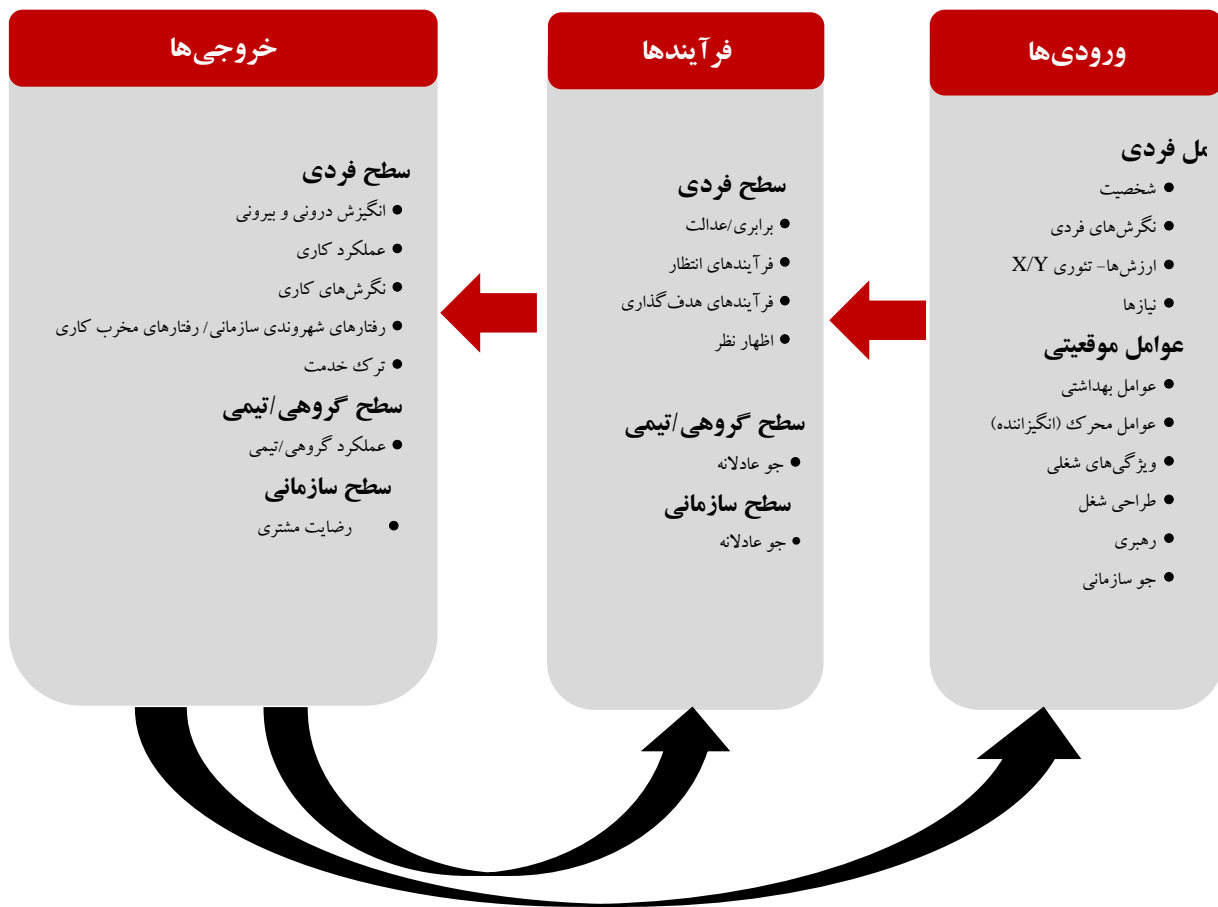 ورودی‌ها
مل فردی
● شخصیت
● نگرش‌های فردی
● ارزش‌ها- تئوری X/Y
● نیازها
عوامل موقعیتی
● عوامل بهداشتی
● عوامل محرک (انگیزاننده)
● ویژگی‌های شغلی
● طراحی شغل
● رهبری
● جو سازمانی
فرآیندها
سطح فردی
● برابری/عدالت
● فرآیندهای انتظار
● فرآیندهای هدف‌گذاری
● اظهار نظر
سطح گروهی/تیمی
● جو عادلانه
سطح سازمانی
● جو عادلانه
خروجی‌ها
سطح فردی
● انگیزش درونی و بیرونی
● عملکرد کاری
● نگرش‌های کاری
● رفتارهای شهروندی سازمانی/ رفتارهای مخرب کاری
● ترک خدمت
سطح گروهی/تیمی
● عملکرد گروهی/تیمی
سطح سازمانی
● رضایت مشتری